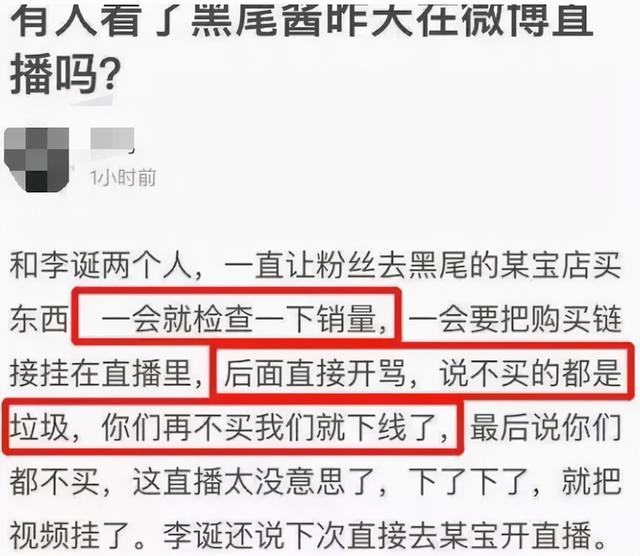 有人看了黑尾酱昨天在微博直
播吗?
1小时前
和李诞两个人，一直让粉丝去黑尾的某宝店买
东西 一会就检查一下销量，一会要把购买链
接挂在直播里，后面直接开骂，说不买的都是
垃圾，你们再不买我们就下线了，最后说你们
都不买，这直播太没意思了，下了下了，就把
视频挂了。李诞还说下次直接去某宝开直播。